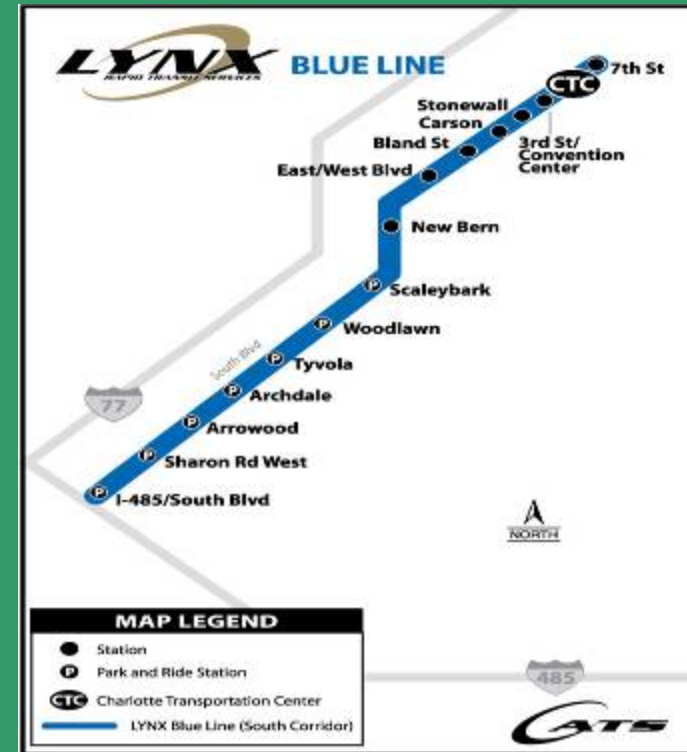 LYNX
RAPID TRANSIT SERVICES
BLUE LINE
7th St
CTC
Stonewall
Carson
3rd St/
Convention
Center
Bland St
East/West Blvd
New Bern
P
Scaleybark
P
Woodlawn
South Blvd
P
Tyvola
P
Archdale
77
P
Arrowood
P
Sharon Rd West
P
I-485/South Blvd
NORTH
MAP LEGEND
Station
P
Park and Ride Station
CTC
Charlotte Transportation Center
LYNX Blue Line (South Corridor)
485
CATS